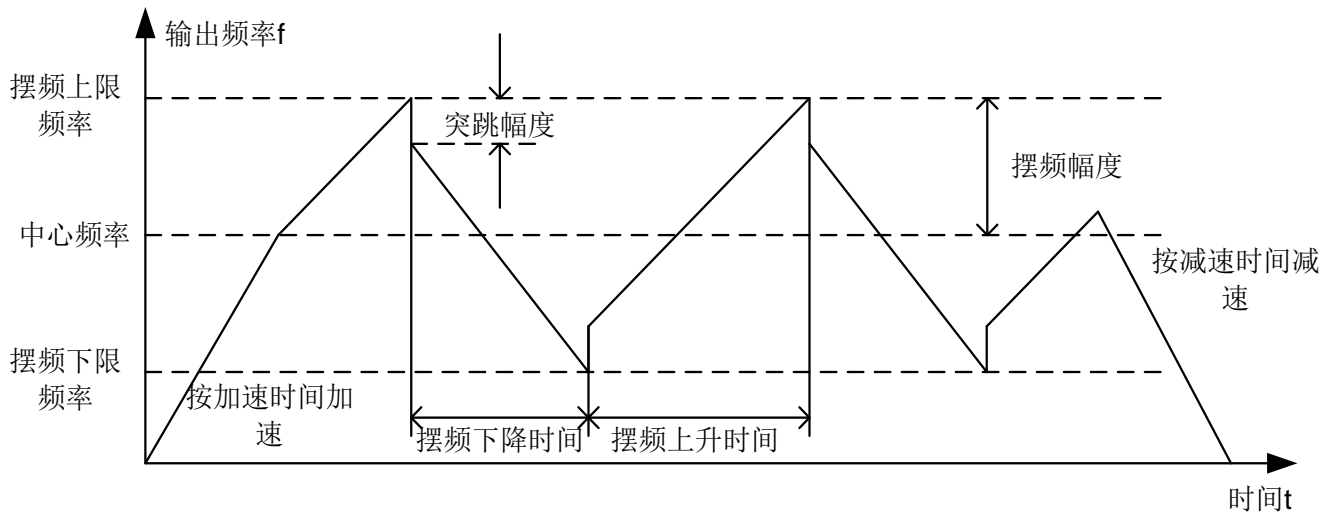 输出频率f
摆频上限
频率
突跳幅度
摆频幅度
中心频率
按减速时间减
速
摆频下限
频率
按加速时间加
速
摆频下降时间
摆频上升时间
时间t